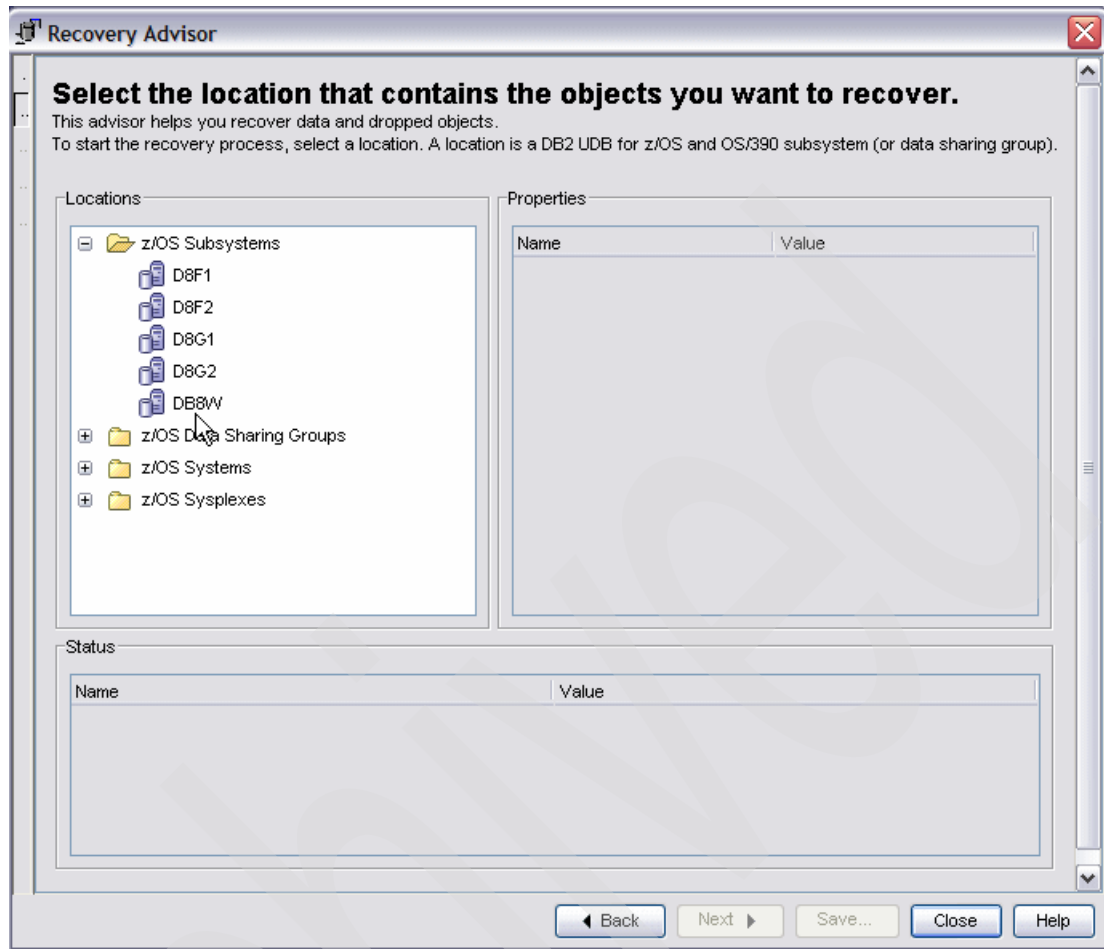 Recovery Advisor
Select the location that contains the objects you want to recover.
This advisor helps you recover data and dropped objects.
To start the recovery process, select a location. A location is a DB2 UDB for z/OS and OS/390 subsystem (or data sharing group).
Locations
z/OS Subsystems
D8F1
D8F2
D8G1
D8G2
DB8W
z/OS Data Sharing Groups
z/OS Systems
z/OS Sysplexes
Properties
Name Value
Status
Name Value
Back Next Save... Close Help